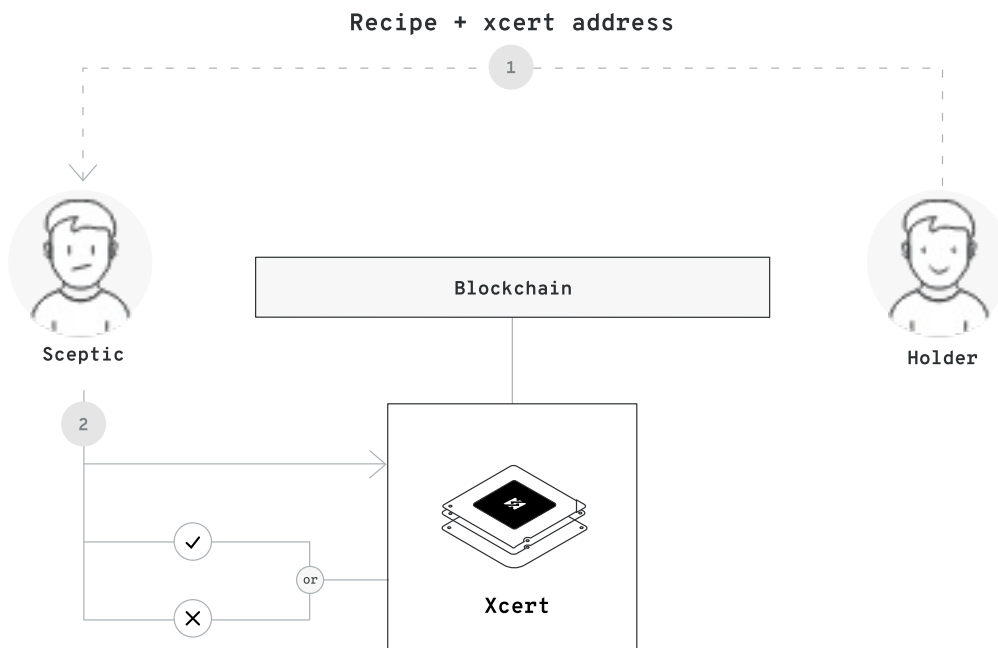 Recipe + xcert address
1
Blockchain
Sceptic
Holder
2
or
Xcert